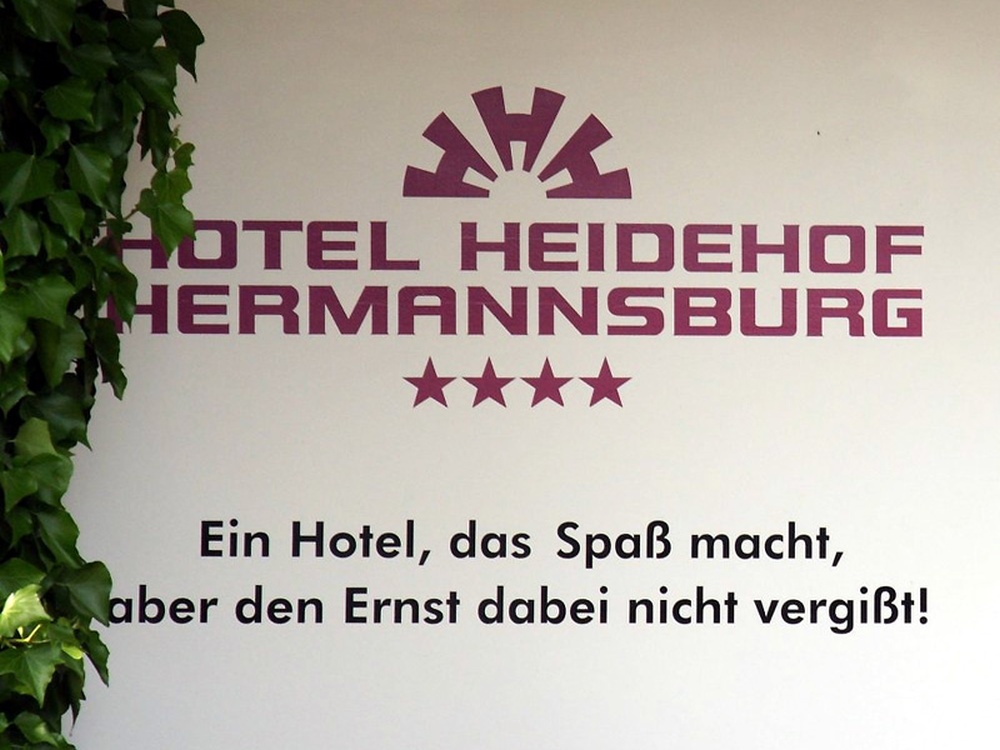 HOTEL HEIDEHOF
HERMANNSBURG
Ein Hotel, das Spaß macht,
aber den Ernst dabei nicht vergißt!